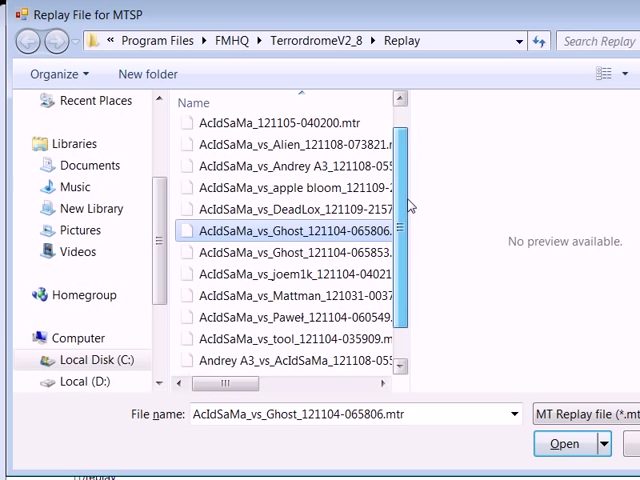 Replay File for MTSP
« Program Files ▸ FMHQ ▸ TerrordromeV2_8 ▸ Replay
Search Replay
Organize
New folder
Recent Places
Libraries
Documents
Music
New Library
Pictures
Videos
Homegroup
Computer
Local Disk (C:)
Local (D:)
Name
AcIdSaMa_121105-040200.mtr
AcIdSaMa_vs_Alien_121108-073821.
AcIdSaMa_vs_Andrey A3_121108-055
AcIdSaMa_vs_apple bloom_121109-2
AcIdSaMa_vs_DeadLox_121109-2157
AcIdSaMa_vs_Ghost_121104-065806.
AcIdSaMa_vs_Ghost_121104-065853.
AcIdSaMa_vs_joem1k_121104-04021
AcIdSaMa_vs_Mattman_121031-0037
AcIdSaMa_vs_Paweł_121104-060549.
AcIdSaMa_vs_tool_121104-035909.m
Andrey A3_vs_AcIdSaMa_121108-055
No preview available.
File name:
AcIdSaMa_vs_Ghost_121104-065806.mtr
MT Replay file (*.mt
Open